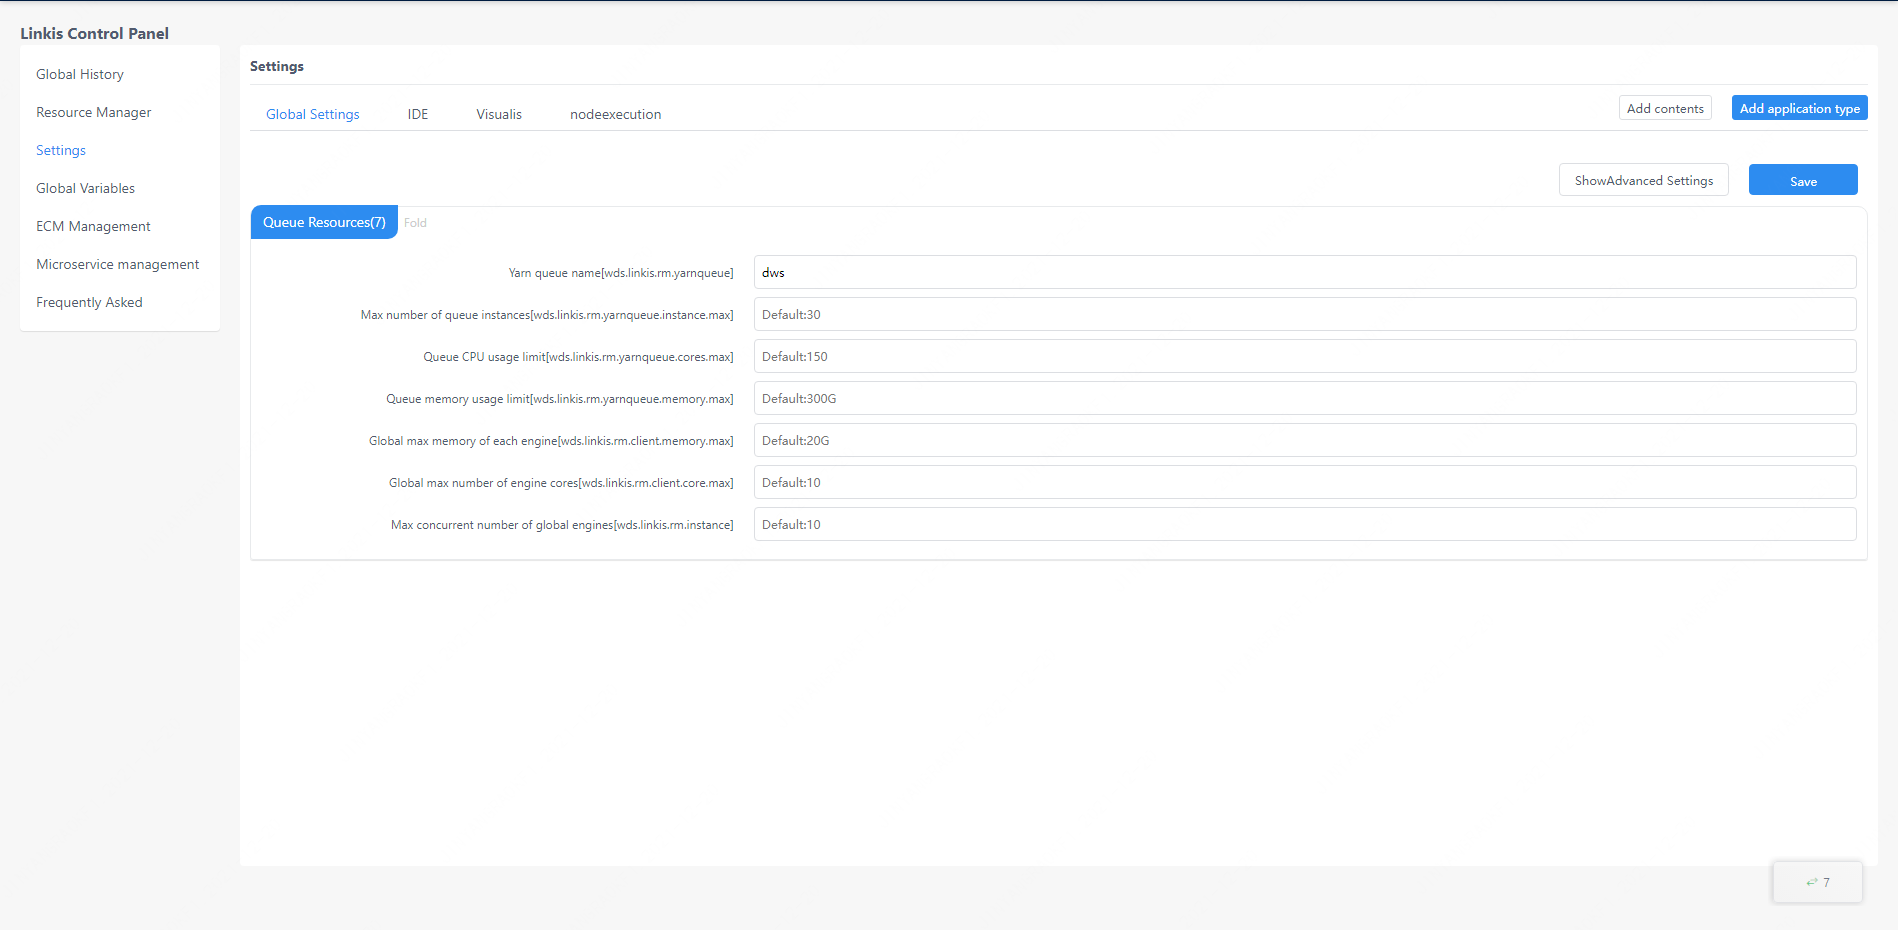 Linkis Control Panel
Global History
Resource Manager
Settings
Global Variables
ECM Management
Microservice management
Frequently Asked
Settings
Global Settings IDE Visualis nodeexecution Add contents Add application type
ShowAdvanced Settings Save
Queue Resources(7) Fold
Yarn queue name[wds.linkis.rm.yarnqueue] dws
Max number of queue instances[wds.linkis.rm.yarnqueue.instance.max] Default:30
Queue CPU usage limit[wds.linkis.rm.yarnqueue.cores.max] Default:150
Queue memory usage limit[wds.linkis.rm.yarnqueue.memory.max] Default:300G
Global max memory of each engine[wds.linkis.rm.client.memory.max] Default:20G
Global max number of engine cores[wds.linkis.rm.client.core.max] Default:10
Max concurrent number of global engines[wds.linkis.rm.instance] Default:10
7